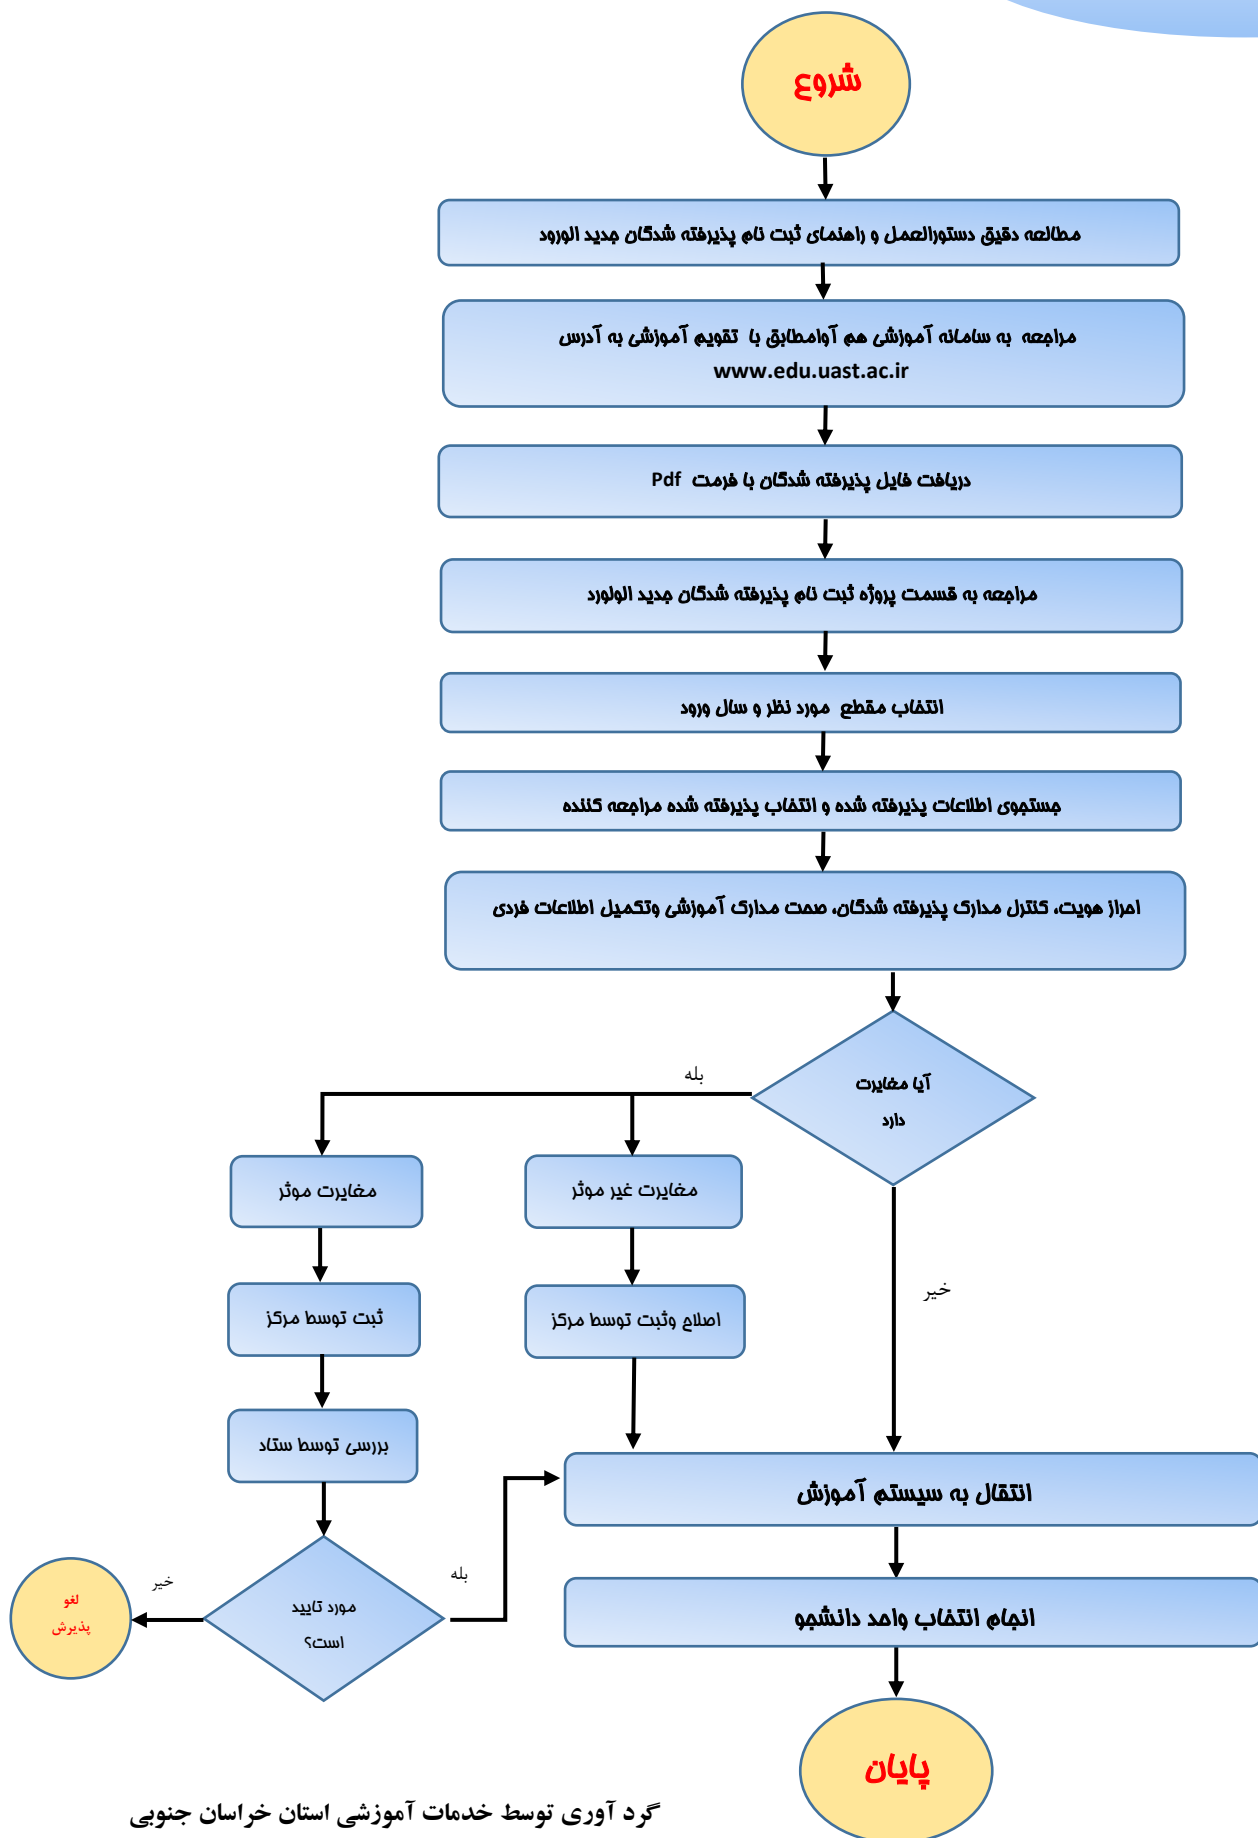 شروع
مطالعه دقیق دستورالعمل و راهنمای ثبت نام پذیرفته شدگان جدید الورود
مراجعه به سامانه آموزشی هم آوامطابق با تقویم آموزشی به آدرس
www.edu.uast.ac.ir
دریافت فایل پذیرفته شدگان با فرمت Pdf
مراجعه به قسمت پروژه ثبت نام پذیرفته شدگان جدید الولورد
انتخاب مقطع مورد نظر و سال ورود
جستجوی اطلاعات پذیرفته شده و انتخاب پذیرفته شده مراجعه کننده
احراز هویت، کنترل مدارک پذیرفته شدگان، صحت مدارک آموزشی وتکمیل اطلاعات فردی
آیا مغایرت
دارد
بله
خیر
مغایرت غیر موثر
مغایرت موثر
اصلاح وثبت توسط مرکز
ثبت توسط مرکز
بررسی توسط ستاد
مورد تایید
است؟
بله
خیر
لغو
پذیرش
انتقال به سیستم آموزش
انجام انتخاب واحد دانشجو
پایان
گرد آوری توسط خدمات آموزشی استان خراسان جنوبی